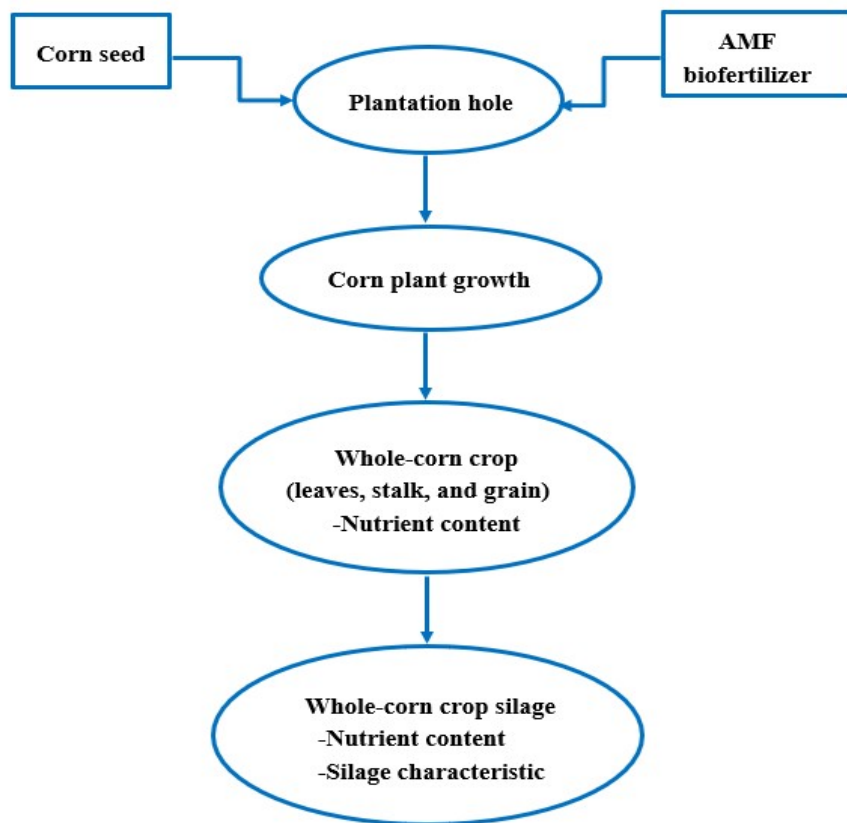 Corn seed
AMF
biofertilizer
Plantation hole
Corn plant growth
Whole-corn crop
(leaves, stalk, and grain)
-Nutrient content
Whole-corn crop silage
-Nutrient content
-Silage characteristic